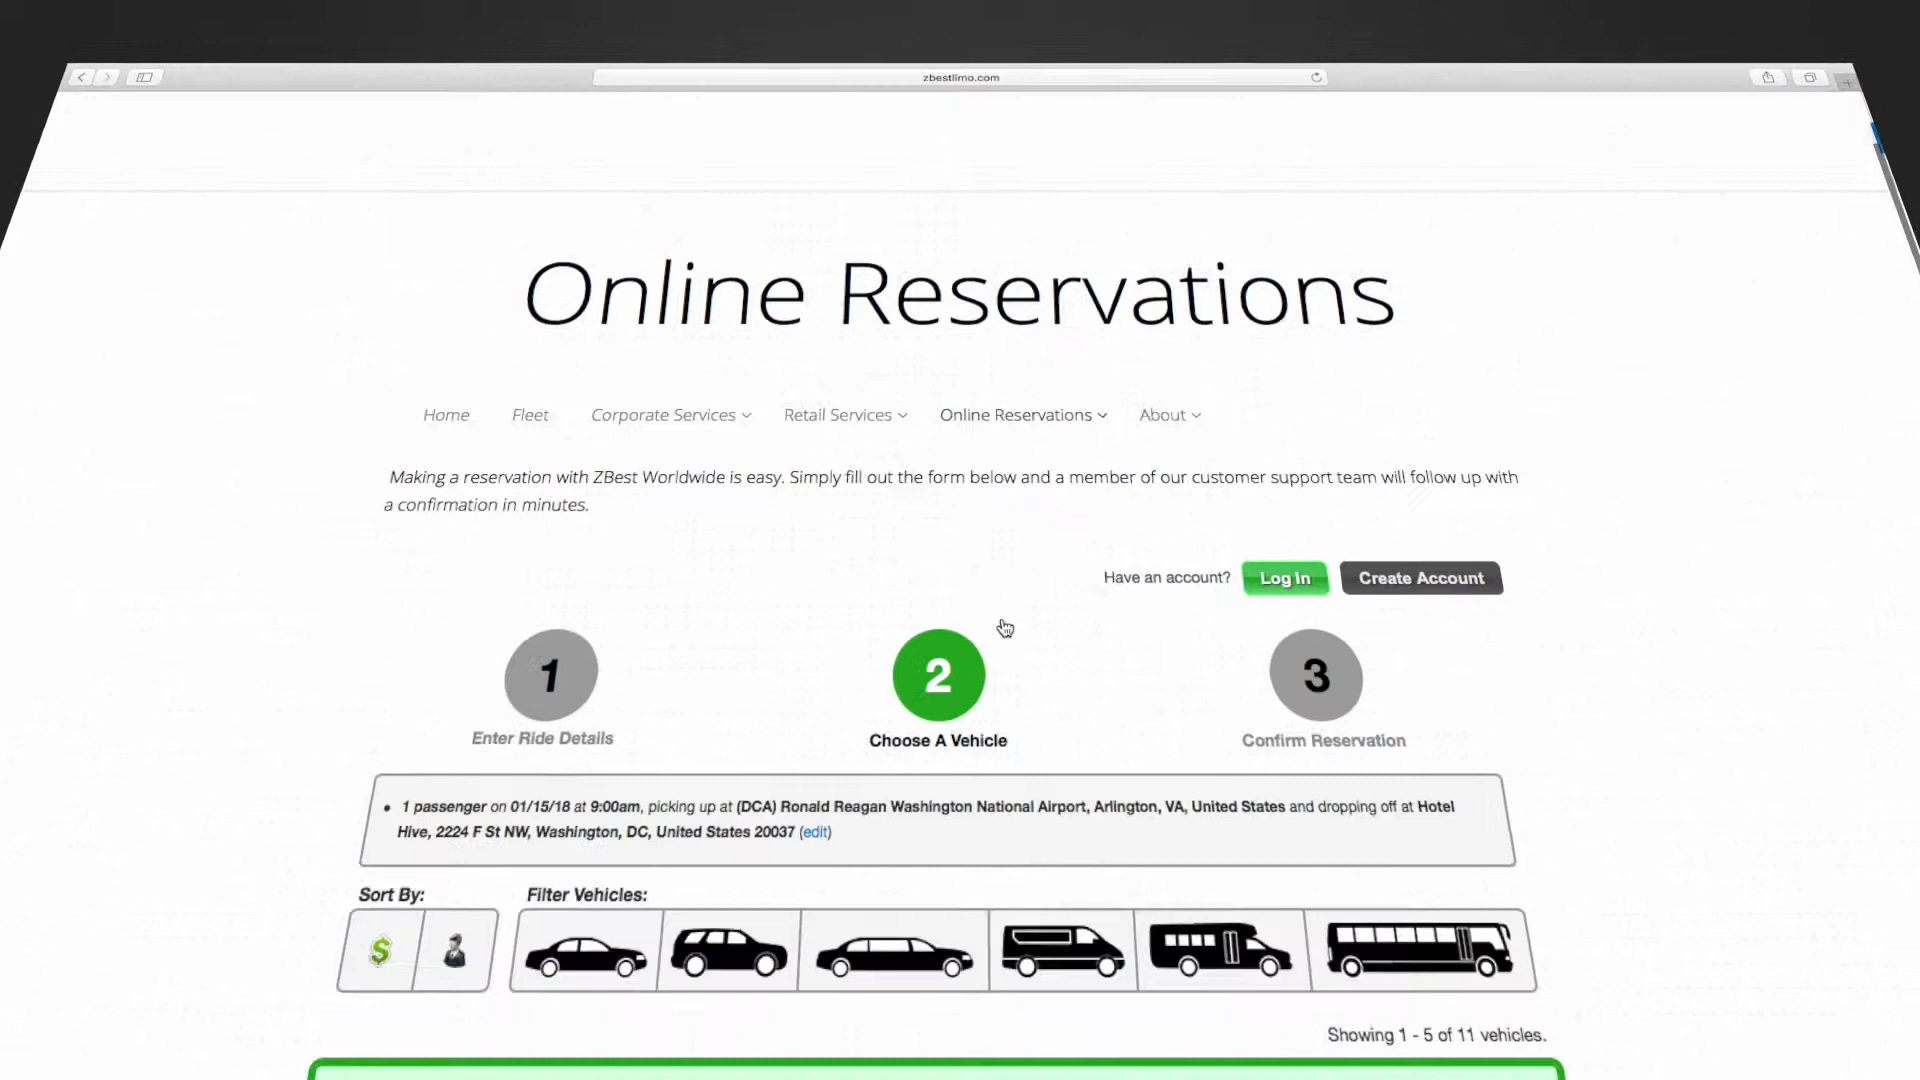 zbestlimo.com
Online Reservations
Home Fleet Corporate Services Retail Services Online Reservations About
Making a reservation with ZBest Worldwide is easy. Simply fill out the form below and a member of our customer support team will follow up with
a confirmation in minutes.
Have an account? Log In Create Account
1 2 3
Enter Ride Details Choose A Vehicle Confirm Reservation
• 1 passenger on 01/15/18 at 9:00am, picking up at (DCA) Ronald Reagan Washington National Airport, Arlington, VA, United States and dropping off at Hotel
Hive, 2224 F St NW, Washington, DC, United States 20037 (edit)
Sort By: Filter Vehicles:
$
Showing 1 - 5 of 11 vehicles.